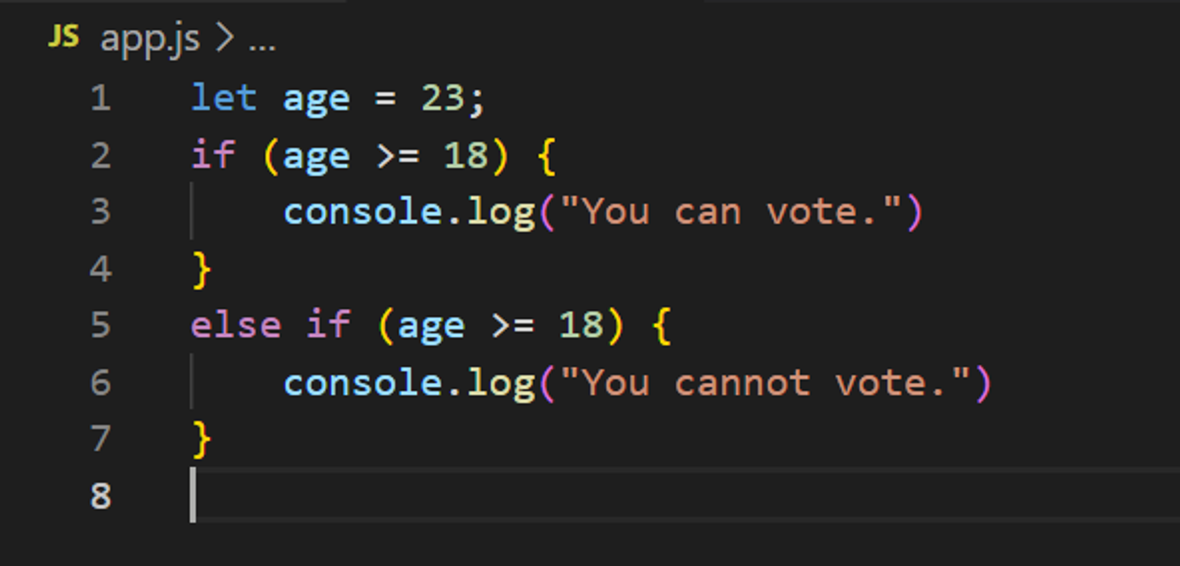 JS app.js > ...
1 let age = 23;
2 if (age >= 18) {
3     console.log("You can vote.")
4 }
5 else if (age >= 18) {
6     console.log("You cannot vote.")
7 }
8